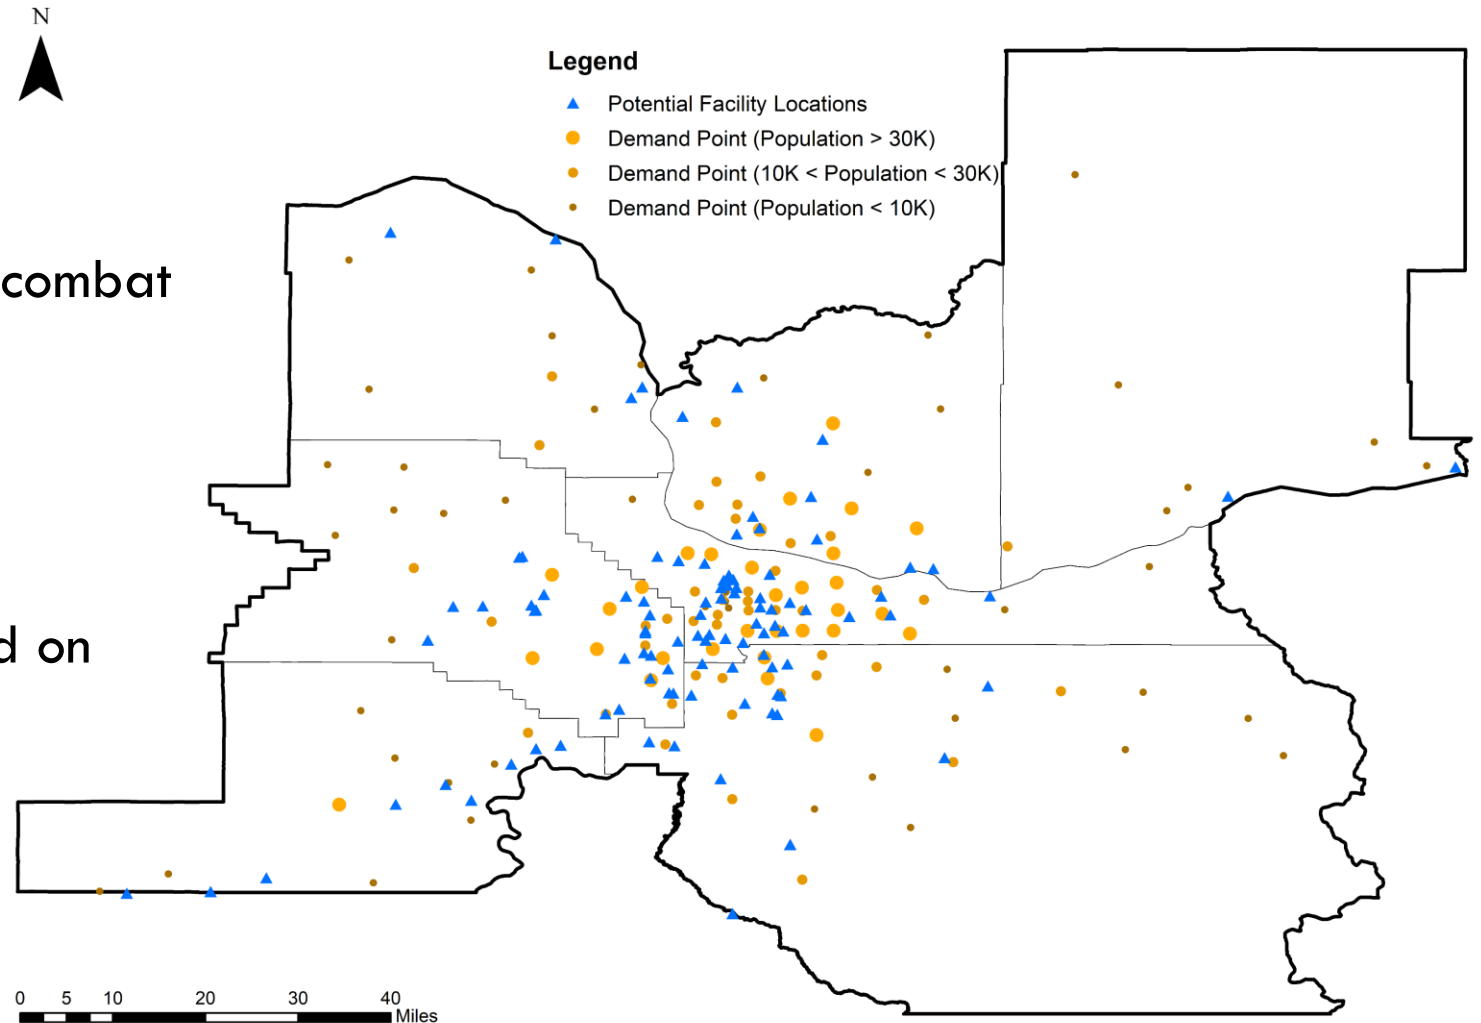 N
Legend
Potential Facility Locations
Demand Point (Population > 30K)
Demand Point (10K < Population < 30K)
Demand Point (Population < 10K)
combat
d on
0 5 10 20 30 40
Miles